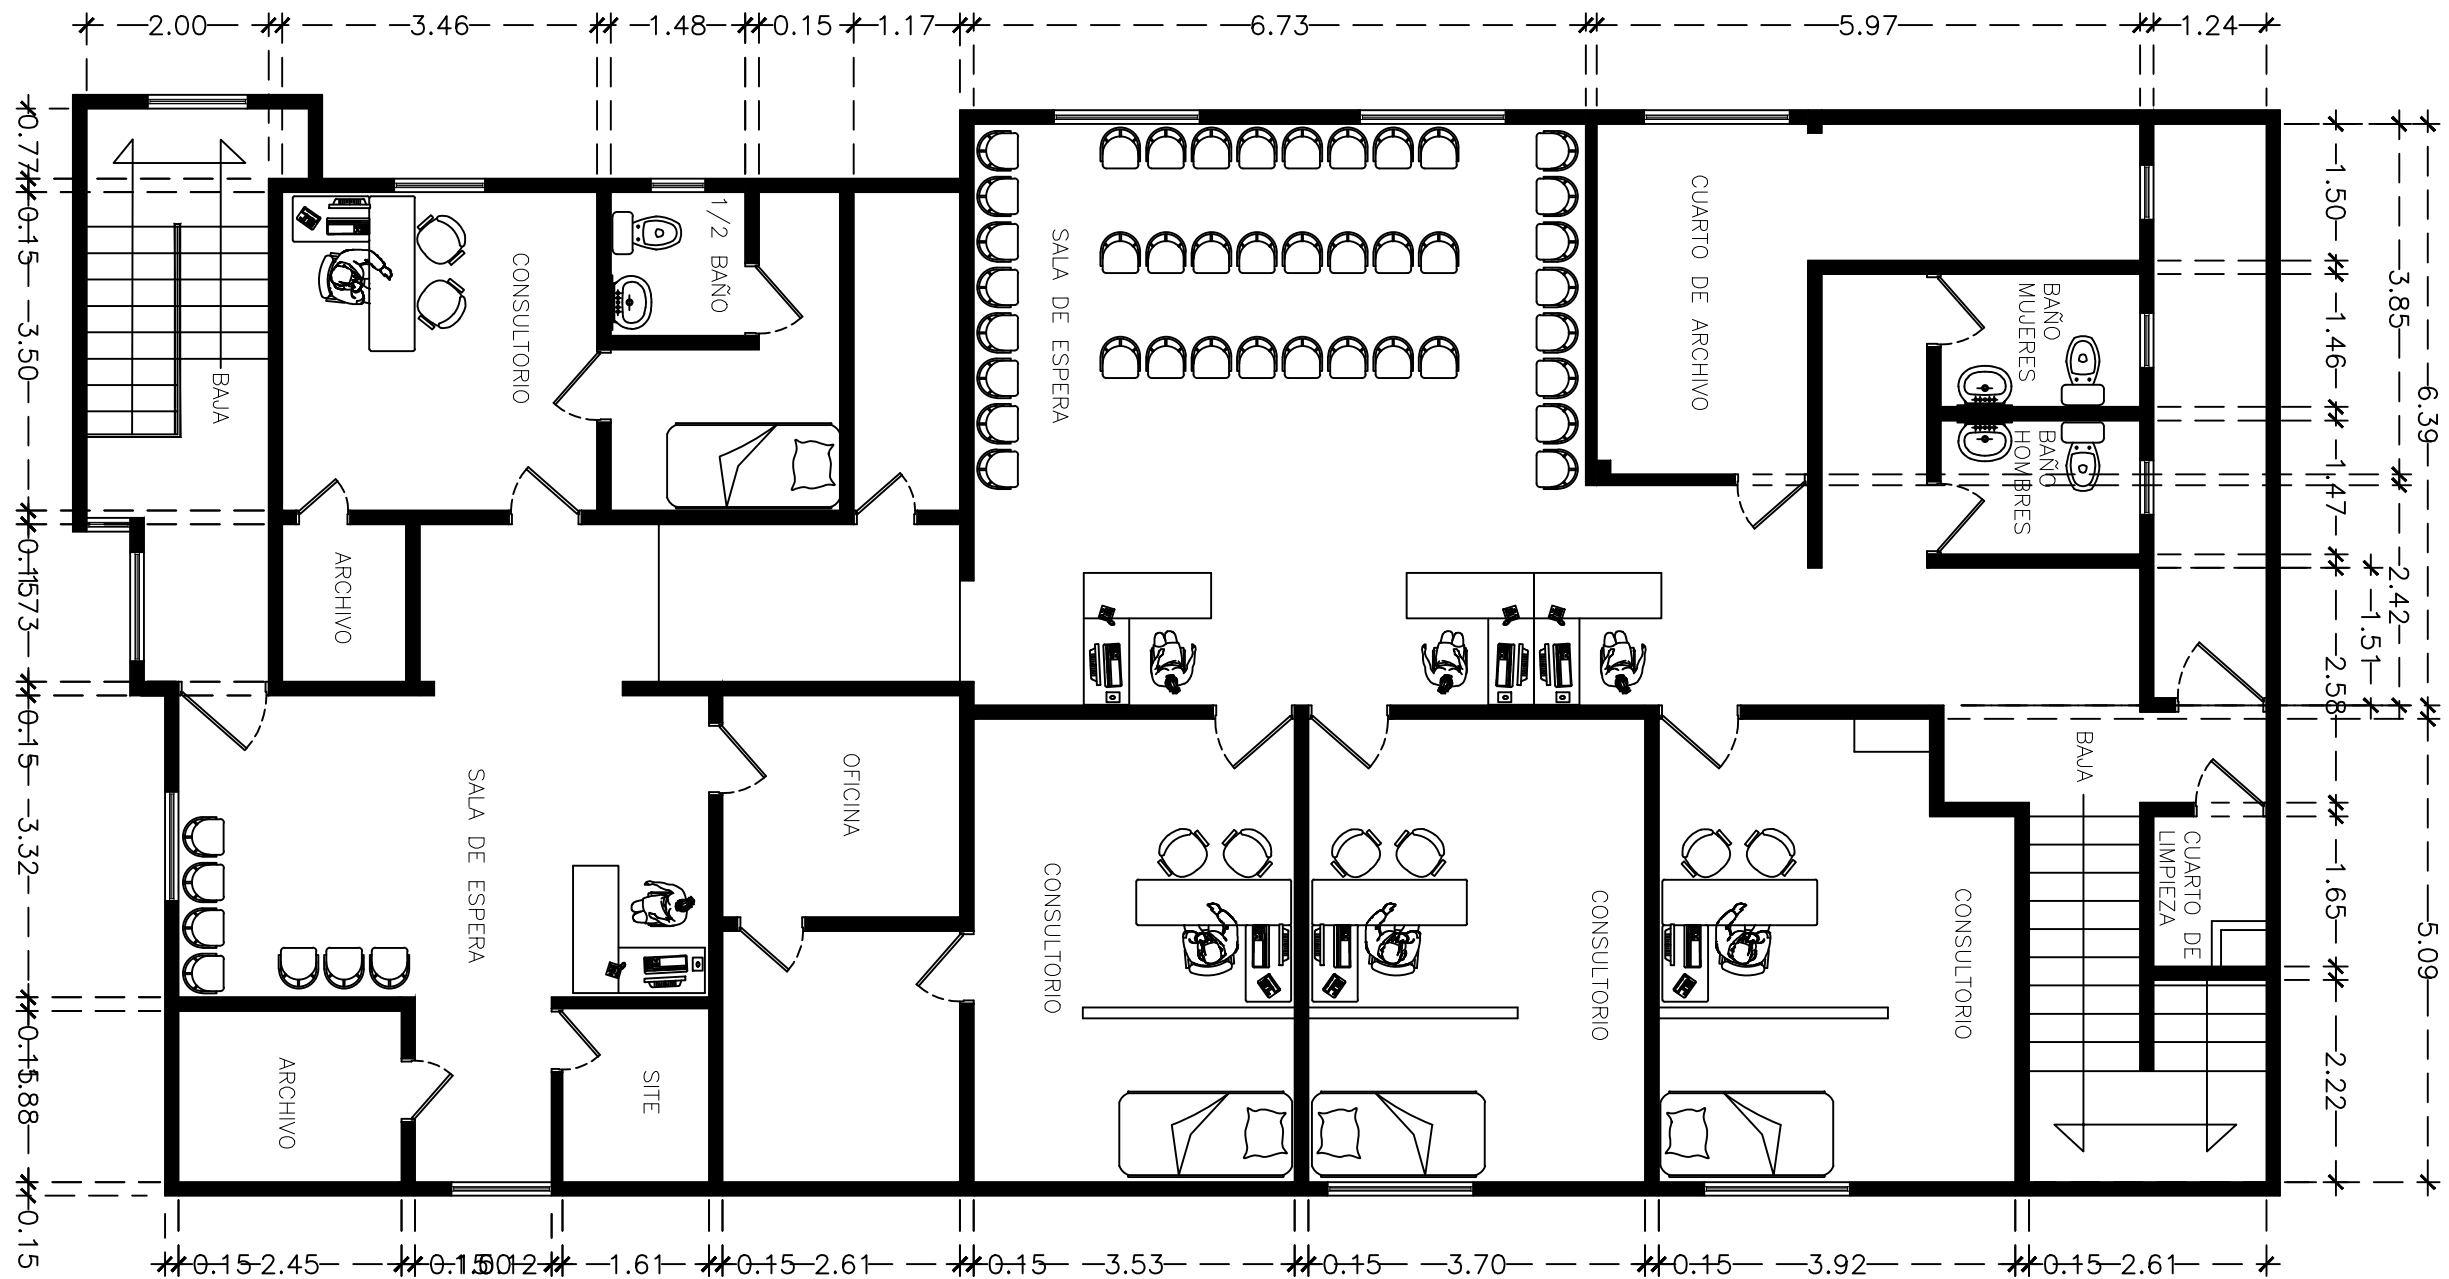 2.00
3.46
1.48
0.15
1.17
6.73
5.97
1.24
0.77
0.15
3.50
0.15
1.73
0.15
3.32
0.15
1.88
0.15
BAJA
CONSULTORIO
1/2 BAÑO
SALA DE ESPERA
CUARTO DE ARCHIVO
BAÑO
MUJERES
BAÑO
HOMBRES
ARCHIVO
SALA DE ESPERA
OFICINA
CONSULTORIO
CONSULTORIO
CONSULTORIO
BAJA
CUARTO DE
LIMPIEZA
ARCHIVO
SITE
1.50
1.46
1.47
2.58
1.65
2.22
1.51
3.85
2.42
6.39
5.09
0.15
2.45
0.15
0.12
1.61
0.15
2.61
0.15
3.53
0.15
3.70
0.15
3.92
0.15
2.61